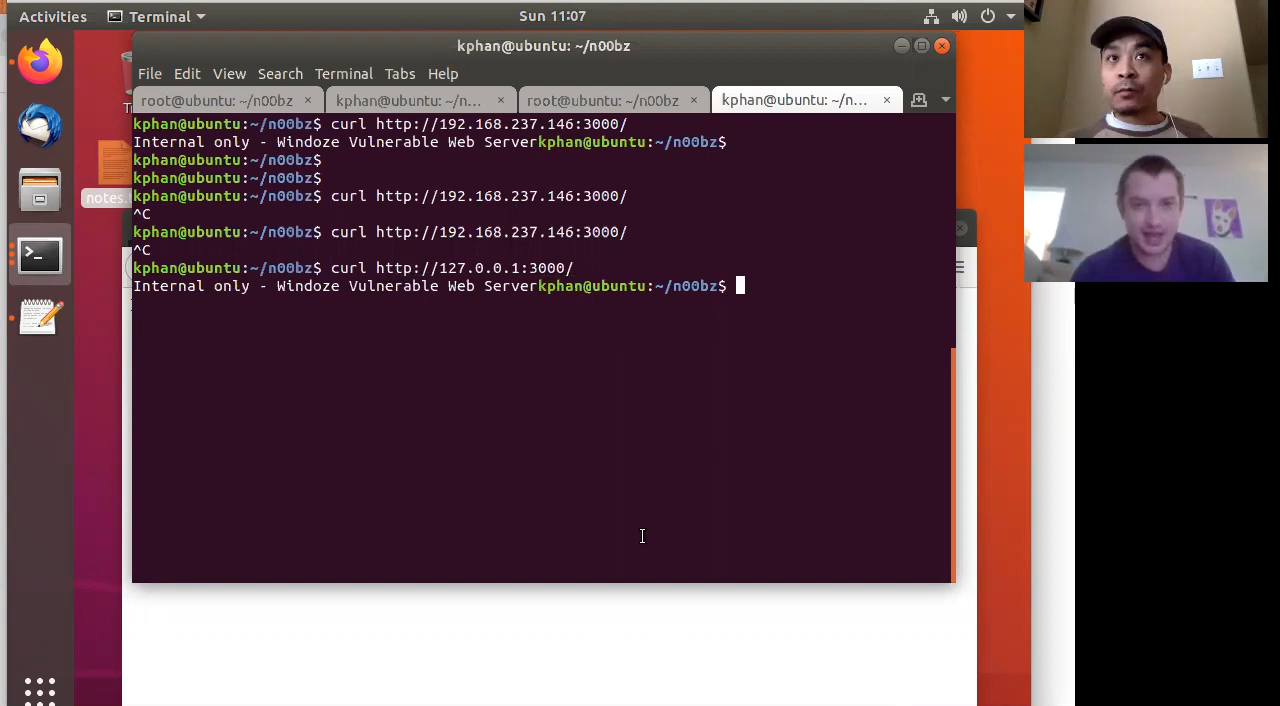 Activities Terminal Sun 11:07
kphan@ubuntu: ~/n00bz
File Edit View Search Terminal Tabs Help
root@ubuntu: ~/n00bz × kphan@ubuntu: ~/n... × root@ubuntu: ~/n00bz × kphan@ubuntu: ~/n... ×
kphan@ubuntu:~/n00bz$ curl http://192.168.237.146:3000/
Internal only - Windoze Vulnerable Web Serverkphan@ubuntu:~/n00bz$
kphan@ubuntu:~/n00bz$
kphan@ubuntu:~/n00bz$
kphan@ubuntu:~/n00bz$ curl http://192.168.237.146:3000/
^C
kphan@ubuntu:~/n00bz$ curl http://192.168.237.146:3000/
^C
kphan@ubuntu:~/n00bz$ curl http://127.0.0.1:3000/
Internal only - Windoze Vulnerable Web Serverkphan@ubuntu:~/n00bz$